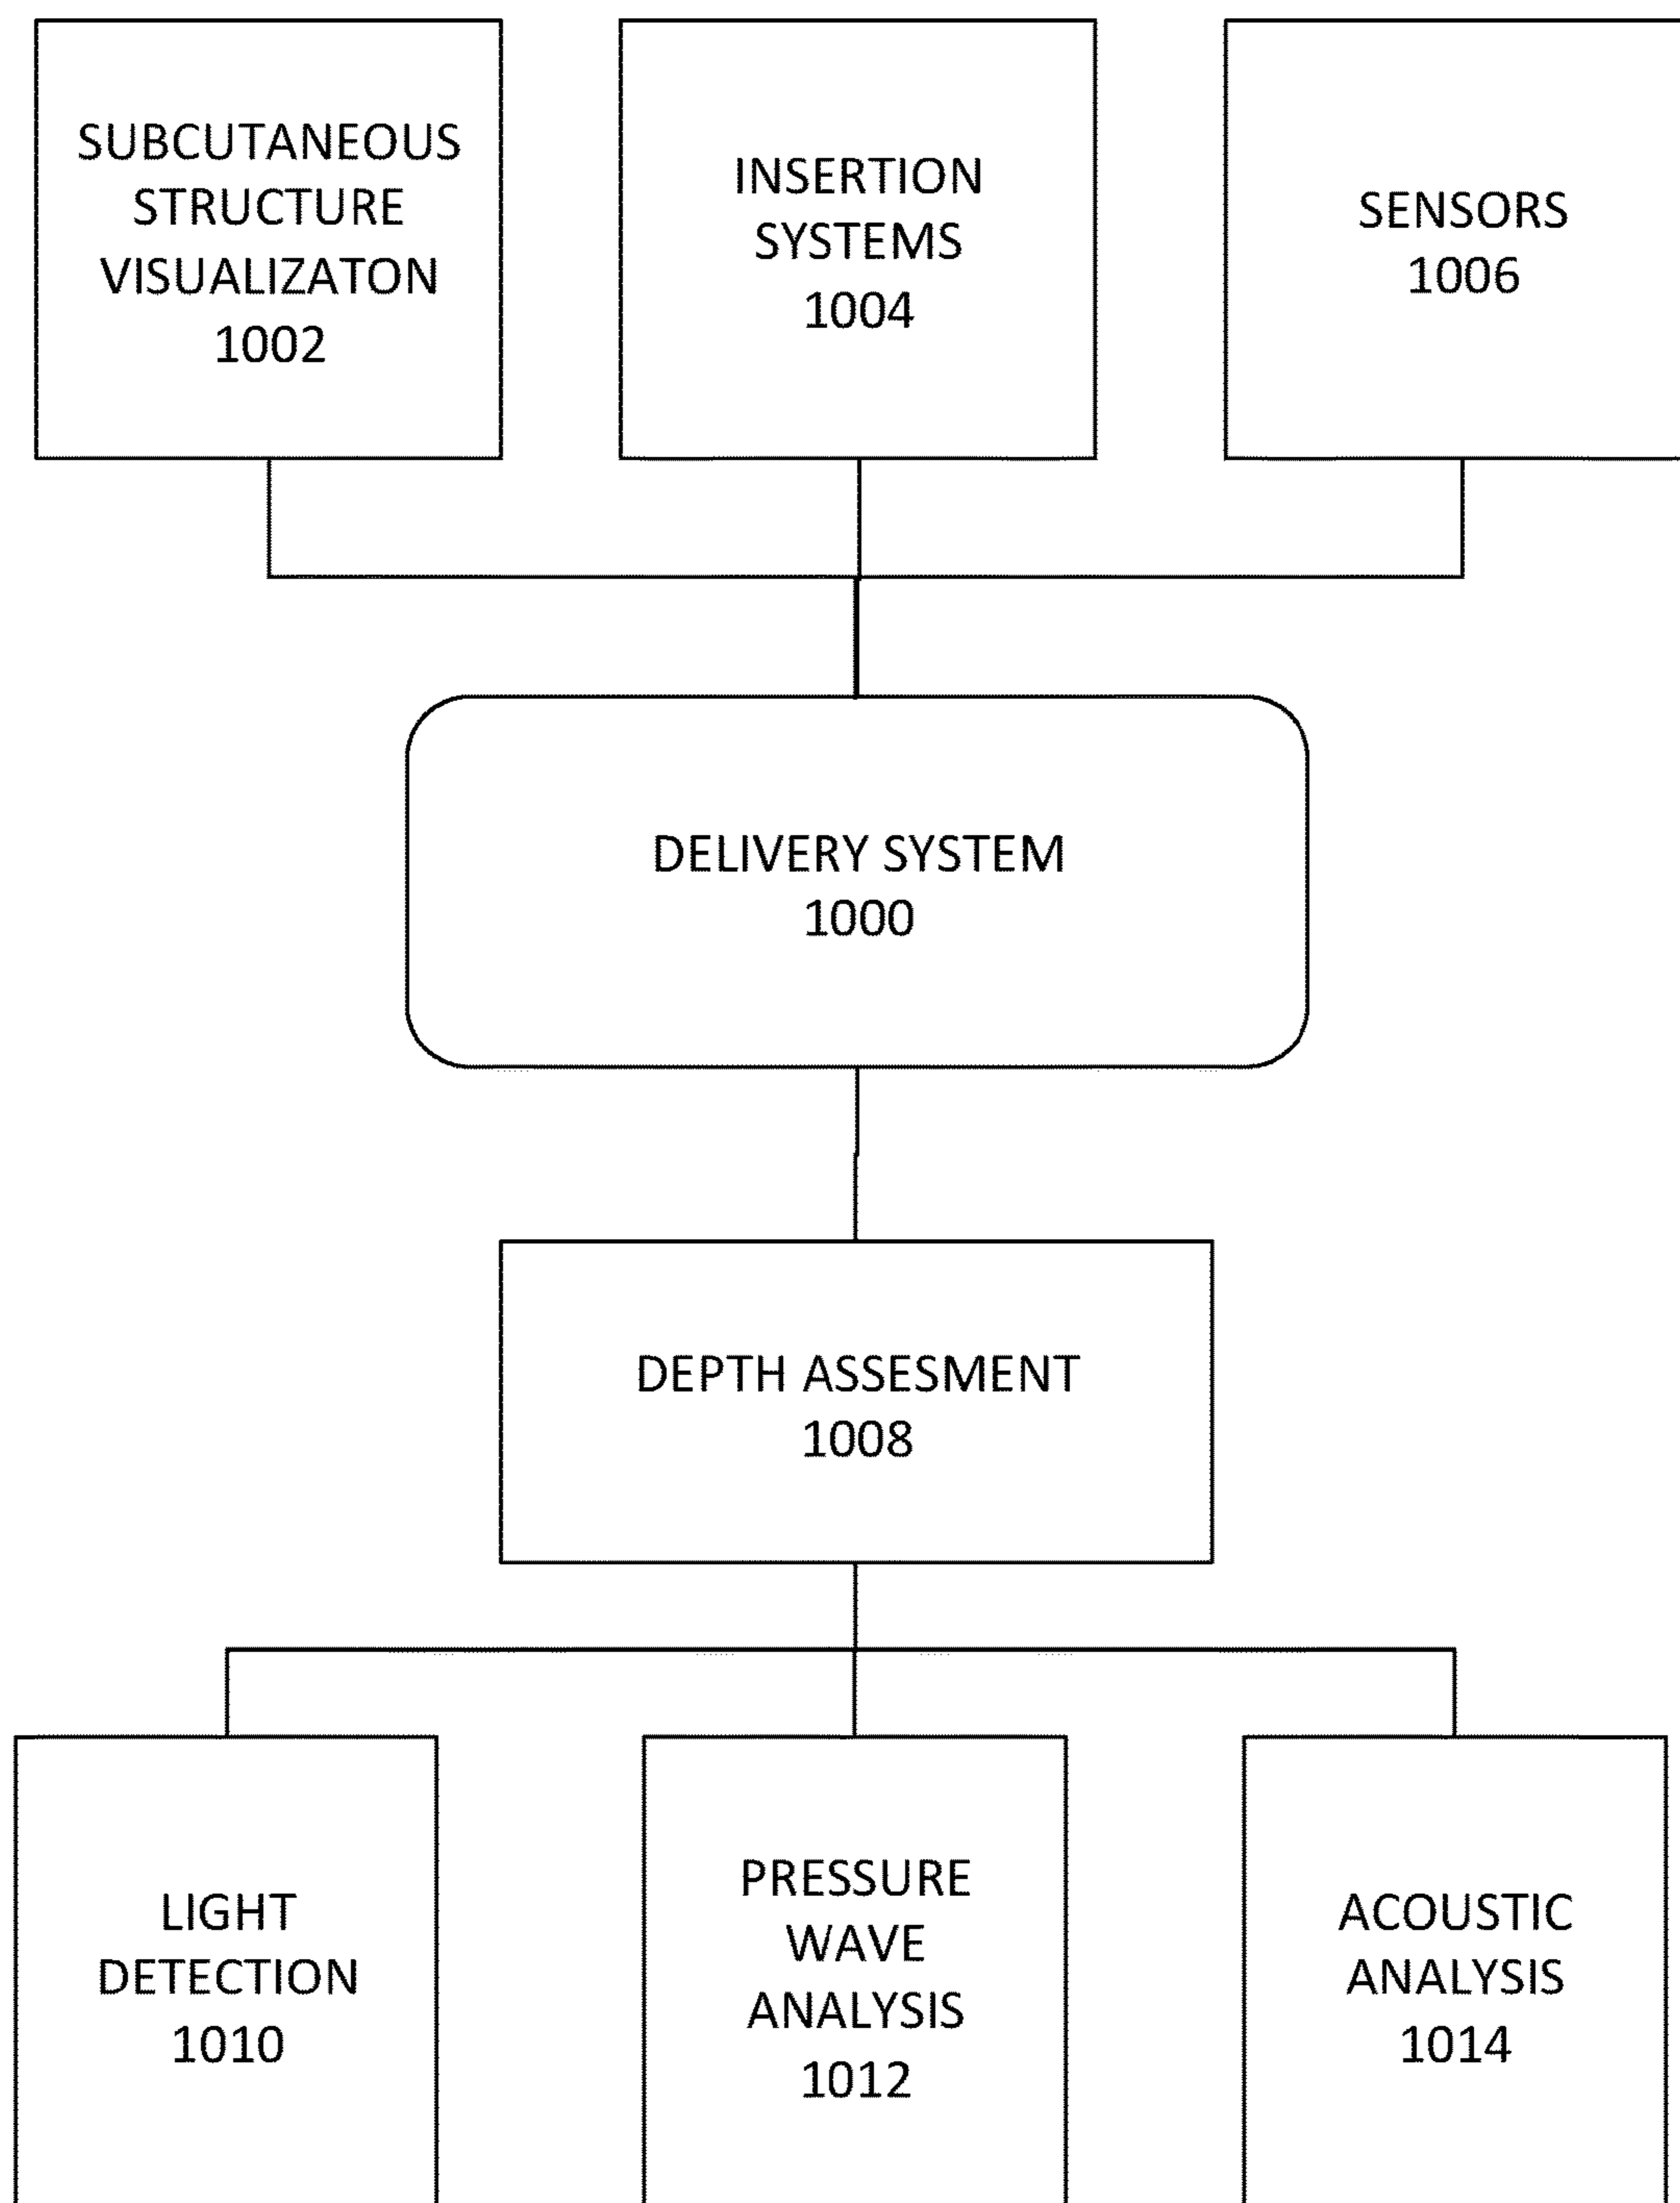 SUBCUTANEOUS
STRUCTURE
VISUALIZATON
1002
INSERTION
SYSTEMS
1004
SENSORS
1006
DELIVERY SYSTEM
1000
DEPTH ASSESMENT
1008
LIGHT
DETECTION
1010
PRESSURE
WAVE
ANALYSIS
1012
ACOUSTIC
ANALYSIS
1014